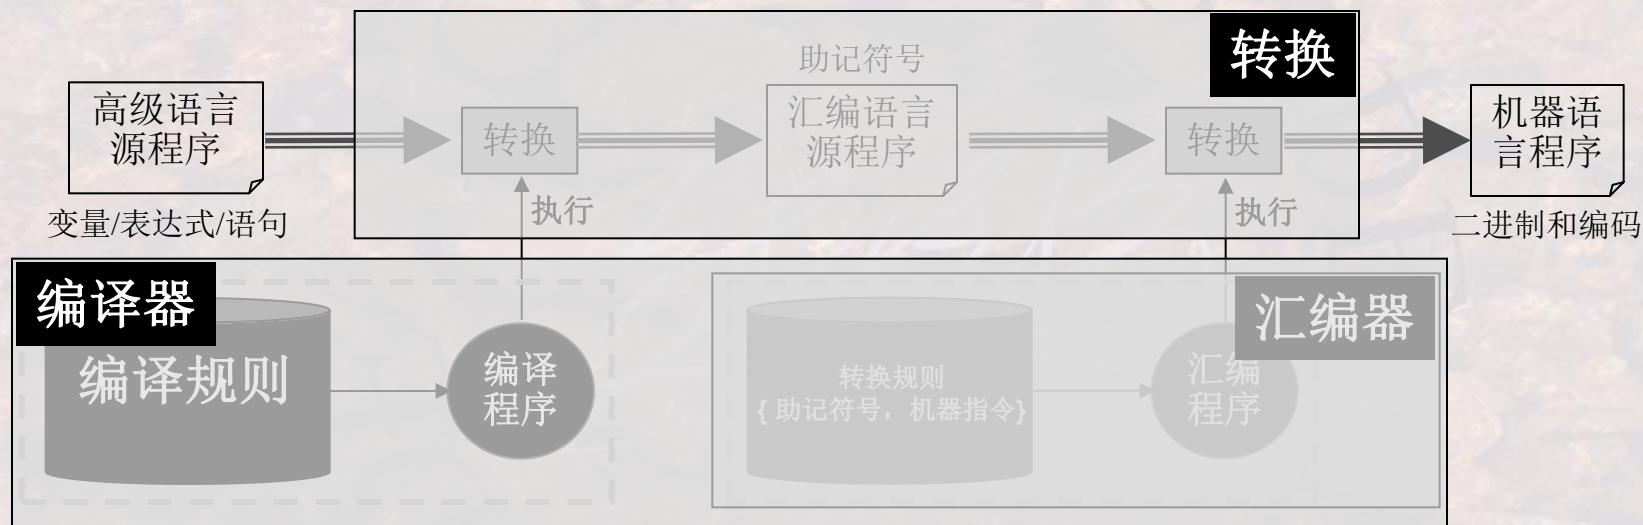 转换
助记符号
高级语言
源程序
转换
汇编语言
源程序
转换
机器语
言程序
变量/表达式/语句
执行
执行
二进制和编码
编译器
汇编器
编译规则
编译
程序
转换规则
{ 助记符号，机器指令}
汇编
程序